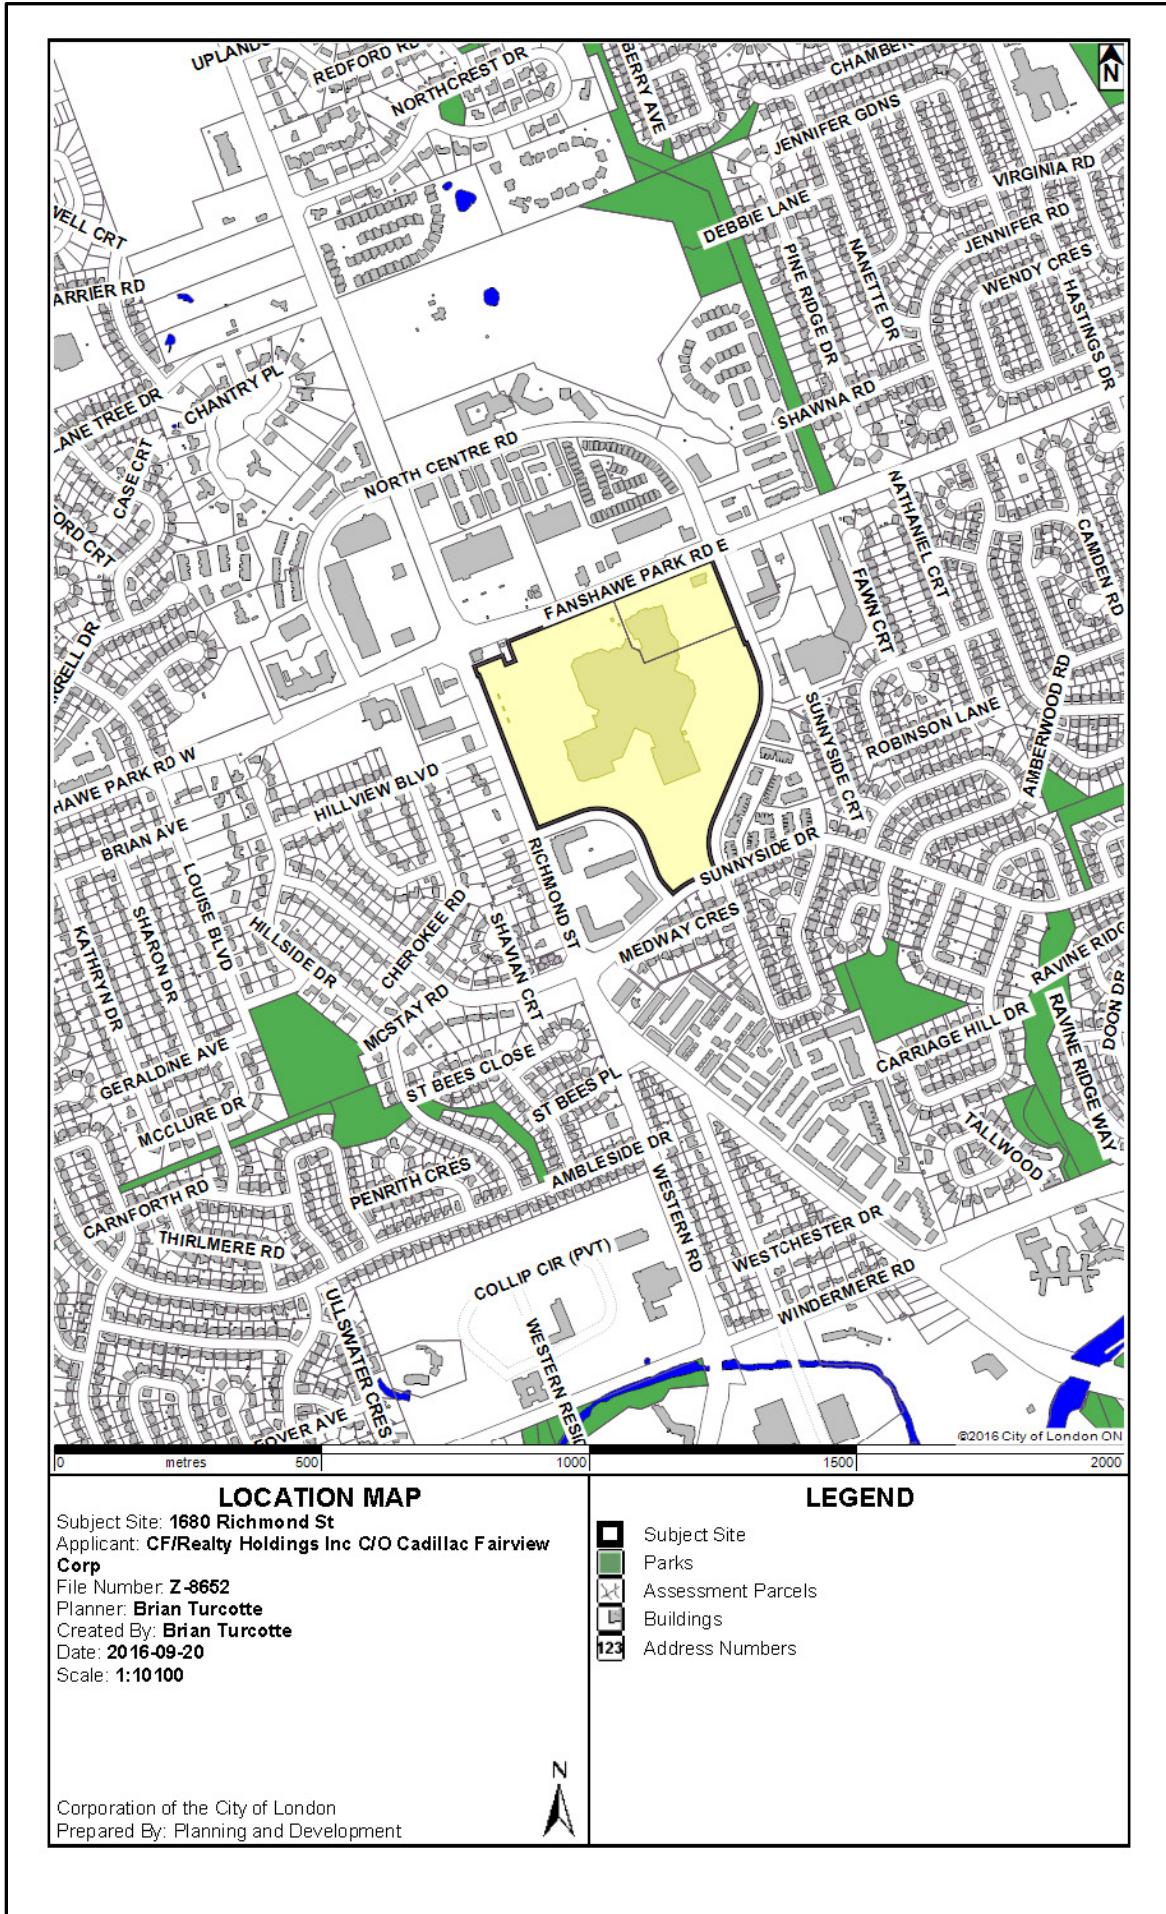 UPLANDS
REDFORD RD
NORTHCREST DR
BERRY AVE
CHAMBER
N
JENNIFER GDNS
VIRGINIA RD
WELL CRT
DEBBIE LANE
JENNIFER RD
WENDY CRES
ARRIER RD
PINE RIDGE DR
NANETTE DR
HASTINGS DR
CHANTRY PL
LANE TREE DR
SHAWNA RD
CASE CRT
NORTH CENTRE RD
ORD CRT
NATHANIEL CRT
CAMDEN RD
FANSHAWE PARK RD E
FAWN CRT
RRELL DR
AMBERWOOD RD
SUNNYSIDE CRT
ROBINSON LANE
HAWE PARK RD W
HILLVIEW BLVD
BRIAN AVE
LOUISE BLVD
RICHMOND ST
SUNNYSIDE DR
SHARON DR
KATHRYN DR
HILLSIDE DR
CHEROKEE RD
SHAVIAN CRT
MEDWAY CRES
RAVINE RIDG
MCSTAY RD
CARRIAGE HILL DR
DOON DR
RAVINE RIDGE WAY
GERALDINE AVE
ST BEES CLOSE
ST BEES PL
MCCLURE DR
TALLWOOD
AMBLESIDE DR
PENRITH CRES
WESTERN RD
CARNFORTH RD
THIRLMERE RD
COLLIP CIR (PVT)
WESTCHESTER DR
WINDERMERE RD
ULLSWATER CRES
WESTERN RESI
OVER AVE
©2016 City of London ON
0 metres 500 1000 1500 2000
LOCATION MAP
Subject Site: 1680 Richmond St
Applicant: CF/Realty Holdings Inc C/O Cadillac Fairview
Corp
File Number: Z-8652
Planner: Brian Turcotte
Created By: Brian Turcotte
Date: 2016-09-20
Scale: 1:10100
N
Corporation of the City of London
Prepared By: Planning and Development
LEGEND
Subject Site
Parks
Assessment Parcels
Buildings
123 Address Numbers